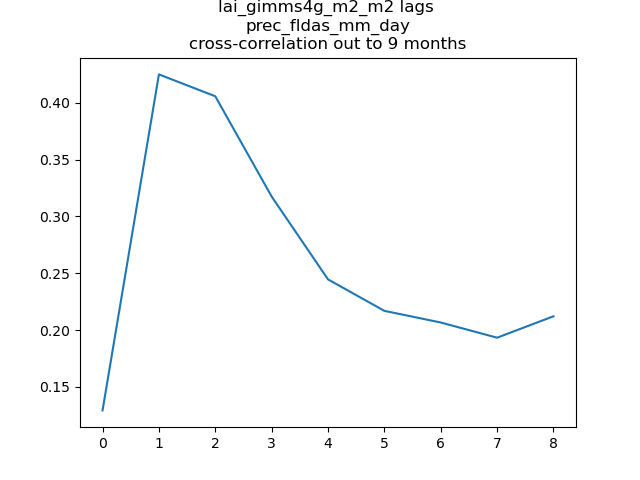 lai_gimms4g_m2_m2 lags
prec_fldas_mm_day
cross-correlation out to 9 months
0.40
0.35
0.30
0.25
0.20
0.15
0 1 2 3 4 5 6 7 8